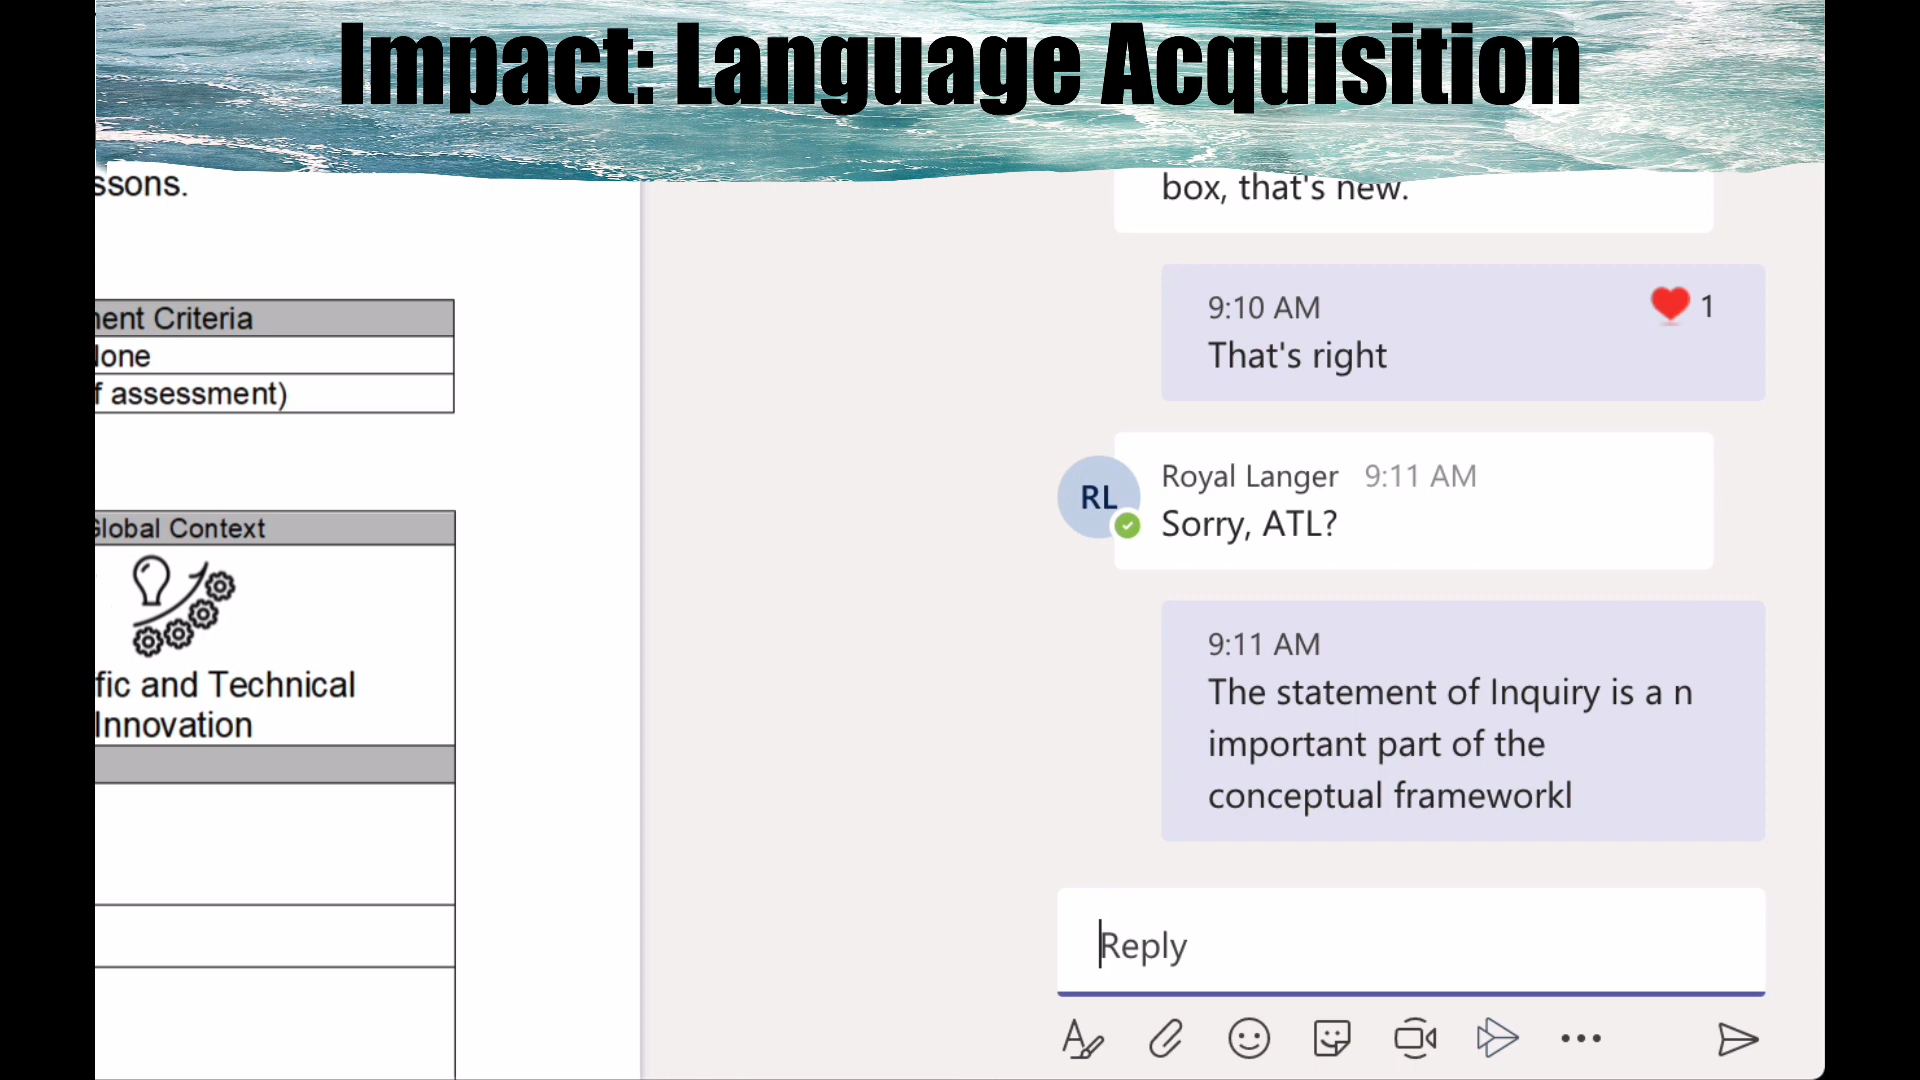 Impact: Language Acquisition
ssons.
ent Criteria
None
f assessment)
Global Context
fic and Technical
Innovation
box, that's new.
9:10 AM
1
That's right
RL
Royal Langer 9:11 AM
Sorry, ATL?
9:11 AM
The statement of Inquiry is a n
important part of the
conceptual frameworkl
Reply